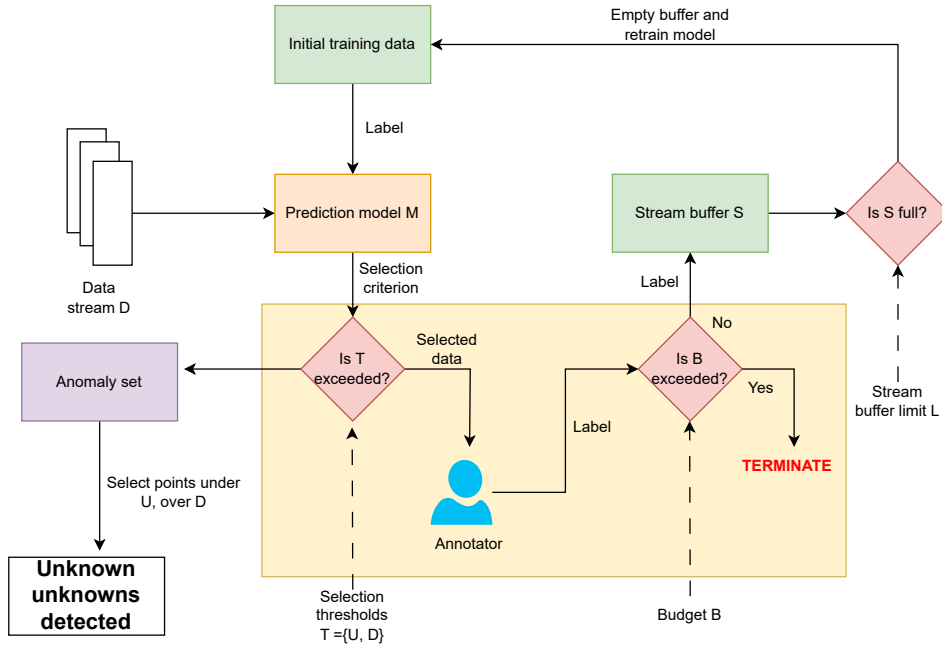 Empty buffer and
retrain model
Initial training data
Label
Prediction model M
Stream buffer S
Is S full?
Data
stream D
Selection
criterion
Label
No
Is T
exceeded?
Selected
data
Is B
exceeded?
Yes
Anomaly set
Stream
buffer limit L
Label
TERMINATE
Select points under
U, over D
Annotator
Unknown
unknowns
detected
Selection
thresholds
T ={U, D}
Budget B